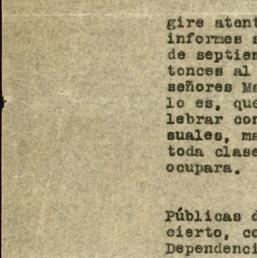 gire atent
informes s
de septiem
tonces al
señores Ma
lo es, que
lebrar con
suales, ma
toda clase
ocupara.
Públicas d
cierto, co
Dependenci